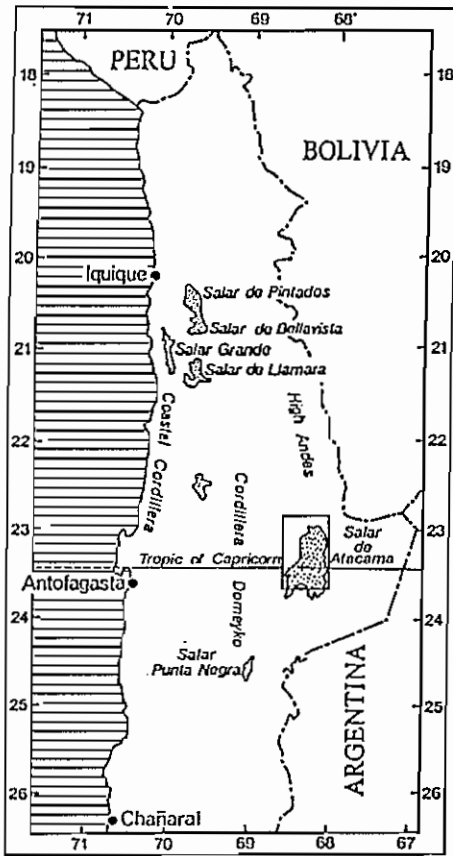 71 70 69 68°
PERU
18 18
BOLIVIA
19 19
20 20
Iquique
Salar de Pintados
Salar de Bellavista
21 21
Salar Grande
Salar de Llamara
Coastal Cordillera
High Andes
22 22
Cordillera
Domeyko
23 23
Salar
de
Atacama
Tropic of Capricorn
Antofagasta
24 24
Salar
Punta Negra
ARGENTINA
25 25
26 26
Chañaral
71 70 69 68